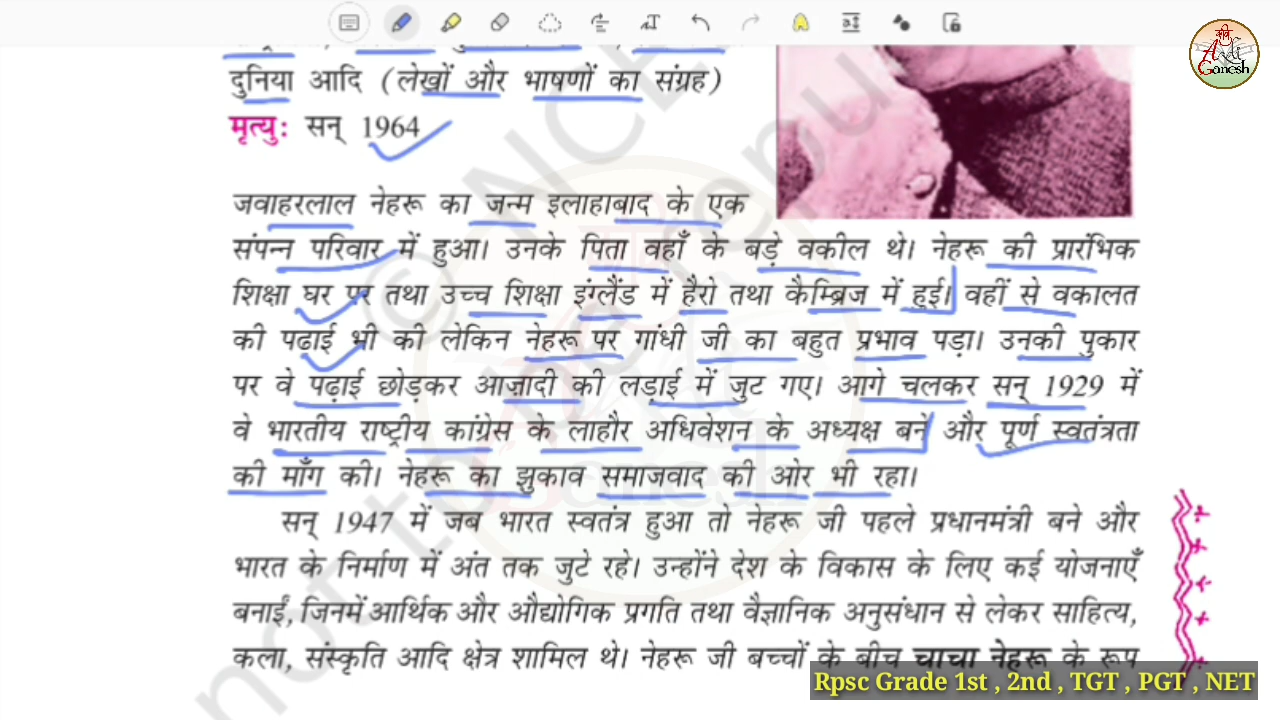 दुनिया आदि (लेखों और भाषणों का संग्रह)
मृत्यु: सन् 1964
जवाहरलाल नेहरू का जन्म इलाहाबाद के एक
संपन्न परिवार में हुआ। उनके पिता वहाँ के बड़े वकील थे। नेहरू की प्रारंभिक
शिक्षा घर पर तथा उच्च शिक्षा इंग्लैंड में हैरो तथा कैम्ब्रिज में हुई। वहीं से वकालत
की पढ़ाई भी की लेकिन नेहरू पर गांधी जी का बहुत प्रभाव पड़ा। उनकी पुकार
पर वे पढ़ाई छोड़कर आज़ादी की लड़ाई में जुट गए। आगे चलकर सन् 1929 में
वे भारतीय राष्ट्रीय कांग्रेस के लाहौर अधिवेशन के अध्यक्ष बने और पूर्ण स्वतंत्रता
की माँग की। नेहरू का झुकाव समाजवाद की ओर भी रहा।
सन् 1947 में जब भारत स्वतंत्र हुआ तो नेहरू जी पहले प्रधानमंत्री बने और
भारत के निर्माण में अंत तक जुटे रहे। उन्होंने देश के विकास के लिए कई योजनाएँ
बनाईं, जिनमें आर्थिक और औद्योगिक प्रगति तथा वैज्ञानिक अनुसंधान से लेकर साहित्य,
कला, संस्कृति आदि क्षेत्र शामिल थे। नेहरू जी बच्चों के बीच चाचा नेहरू के रूप
Rpsc Grade 1st , 2nd , TGT , PGT , NET